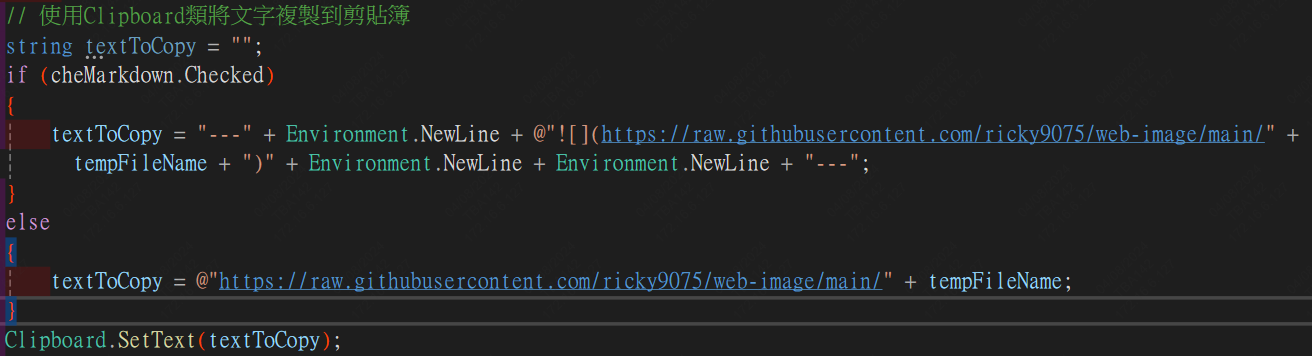 // 使用Clipboard類將文字複製到剪貼簿
string textToCopy = "";
if (cheMarkdown.Checked)
{
textToCopy = "---" + Environment.NewLine + @"![](https://raw.githubusercontent.com/ricky9075/web-image/main/" +
tempFileName + ")" + Environment.NewLine + Environment.NewLine + "---";
}
else
{
textToCopy = @"https://raw.githubusercontent.com/ricky9075/web-image/main/" + tempFileName;
}
Clipboard.SetText(textToCopy);